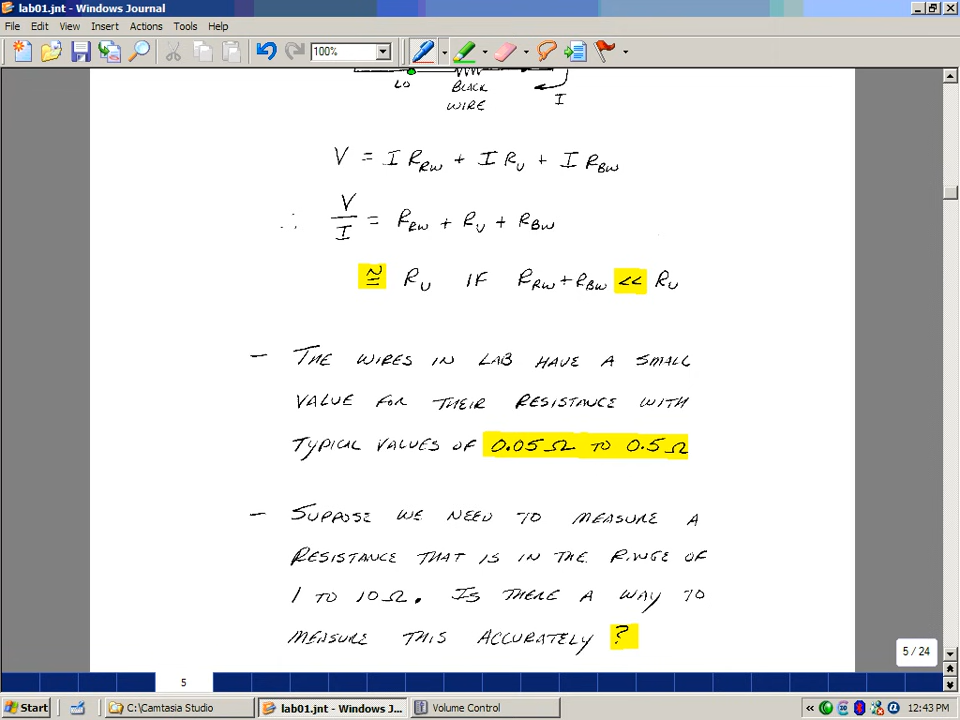 lab01.jnt - Windows Journal
File Edit View Insert Actions Tools Help
100%
LO BLACK WIRE I
V = I R_RW + I R_U + I R_BW
∴ V/I = R_RW + R_U + R_BW
≅ R_U IF R_RW + R_BW << R_U
— THE WIRES IN LAB HAVE A SMALL
VALUE FOR THEIR RESISTANCE WITH
TYPICAL VALUES OF 0.05Ω TO 0.5Ω
— SUPPOSE WE NEED TO MEASURE A
RESISTANCE THAT IS IN THE RINGE OF
1 TO 10Ω. IS THERE A WAY TO
MEASURE THIS ACCURATELY ?
5 / 24
5
Start C:\Camtasia Studio lab01.jnt - Windows J... Volume Control « 12:43 PM